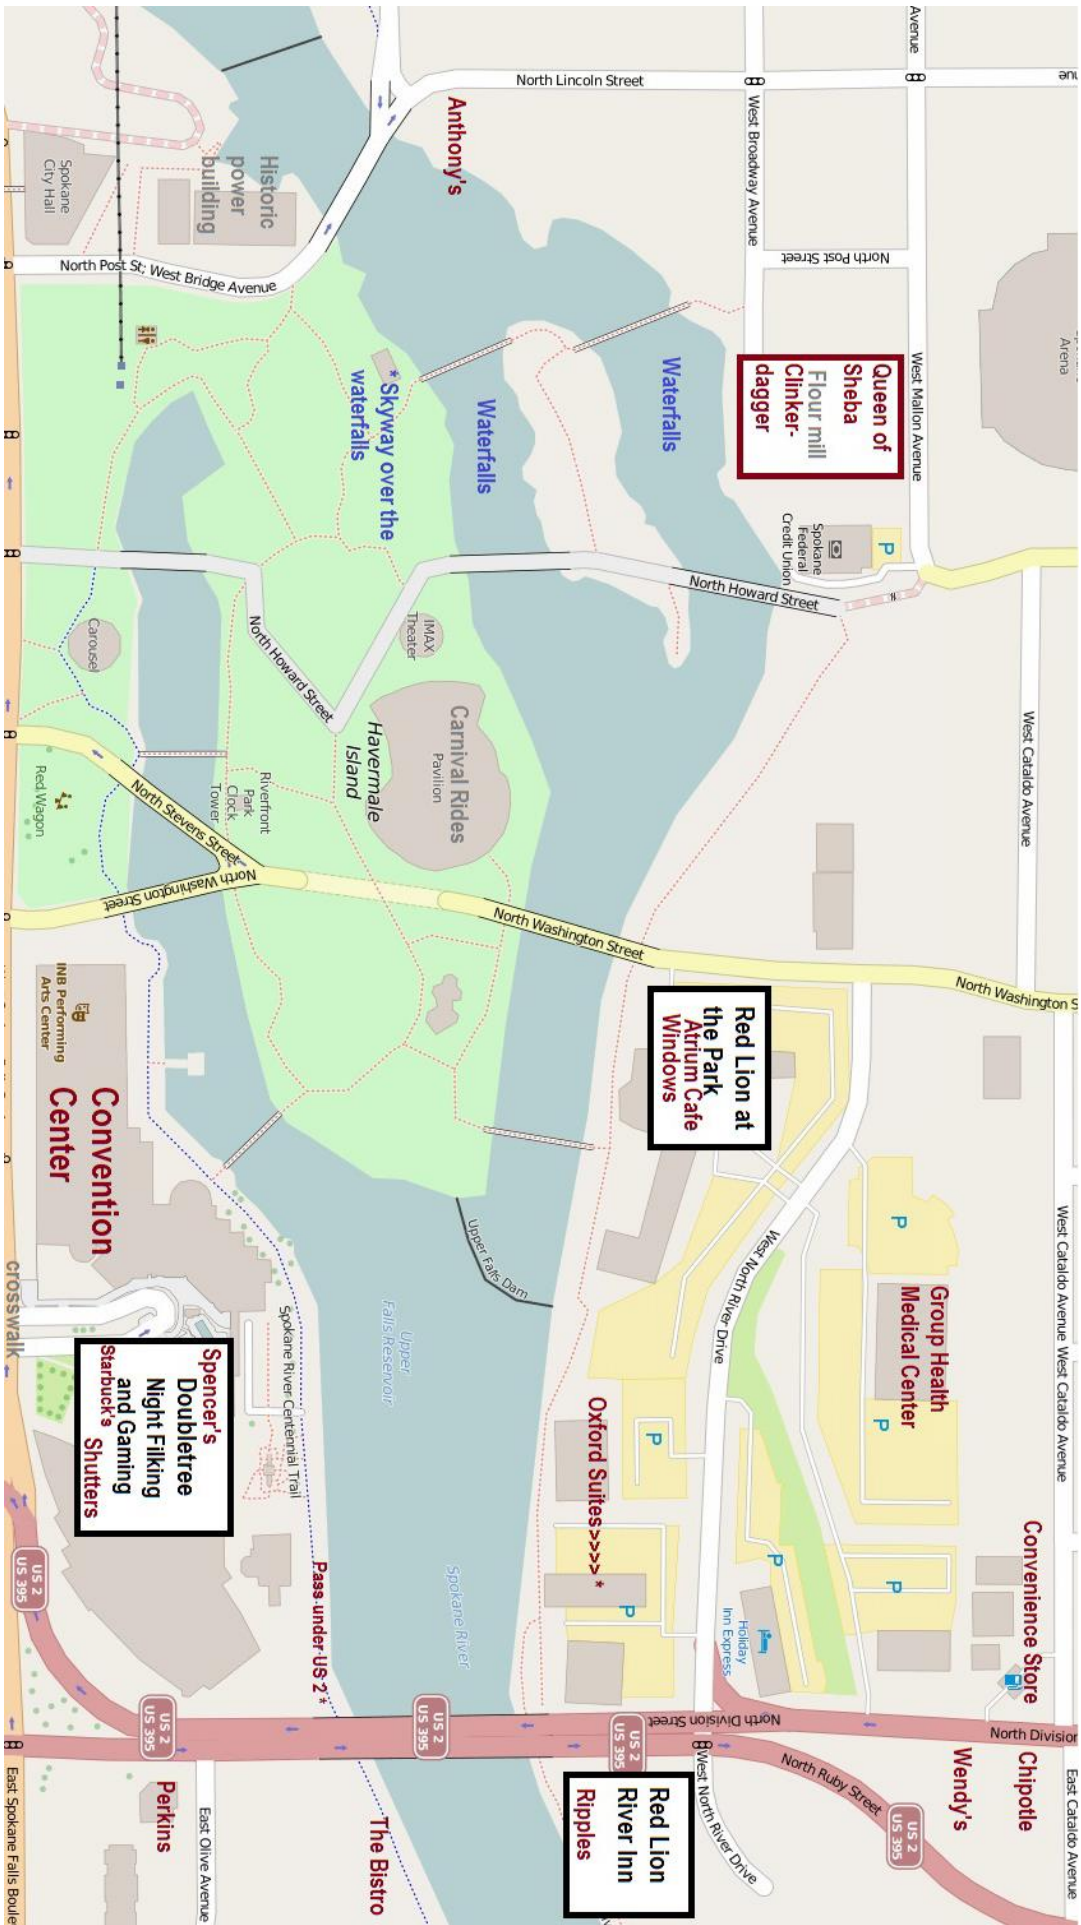 Avenue
North Lincoln Street
Anthony's
West Broadway Avenue
North Post Street
Arena
West Mallon Avenue
Historic
power
building
Spokane
City Hall
North Post St; West Bridge Avenue
Queen of
Sheba
Flour mill
Clinker-
dagger
Waterfalls
Waterfalls
* Skyway over the
waterfalls
P
Spokane
Federal
Credit Union
North Howard Street
IMAX
Theater
North Howard Street
Carousel
West Cataldo Avenue
Carnival Rides
Pavilion
Havermale
Island
Riverfront
Park
Clock
Tower
Red Wagon
North Stevens Street
North Washington Street
North Washington Street
North Washington S
INB Performing
Arts Center
Convention
Center
Red Lion at
the Park
Atrium Cafe
Windows
West North River Drive
P
Group Health
Medical Center
P
West Cataldo Avenue
West Cataldo Avenue
Upper Falls Dam
Upper
Falls Reservoir
Spokane River Centennial Trail
crosswalk
Spencer's
Doubletree
Night Filking
and Gaming
Starbuck's
Shutters
Oxford Suites>>>> *
P
P
P
P
Holiday
Inn Express
Convenience Store
Spokane River
Pass under US 2 *
US 2
US 395
US 2
US 395
US 2
US 395
US 2
US 395
North Division Street
North Division
North Ruby Street
US 2
US 395
West North River Drive
Chipotle
Wendy's
East Cataldo Avenue
Red Lion
River Inn
Ripples
The Bistro
Perkins
East Olive Avenue
East Spokane Falls Boule